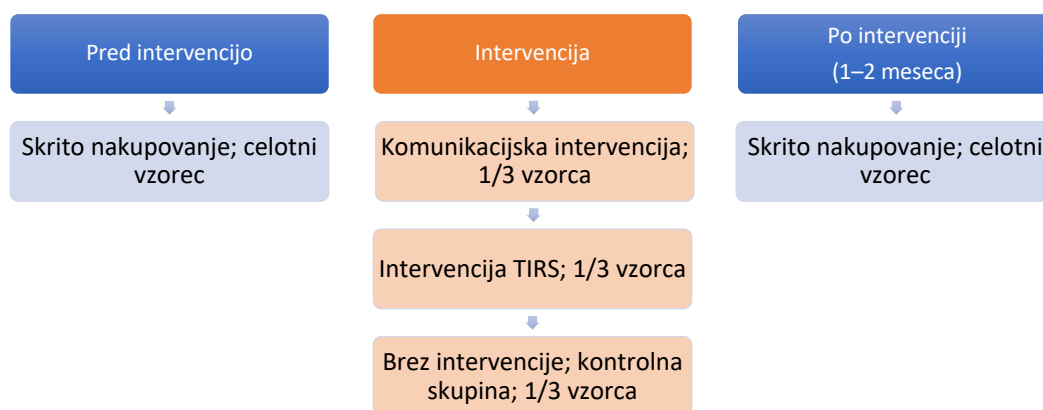 Pred intervencijo
Skrito nakupovanje; celotni
vzorec
Intervencija
Komunikacijska intervencija;
1/3 vzorca
Intervencija TIRS; 1/3 vzorca
Brez intervencije; kontrolna
skupina; 1/3 vzorca
Po intervenciji
(1–2 meseca)
Skrito nakupovanje; celotni
vzorec